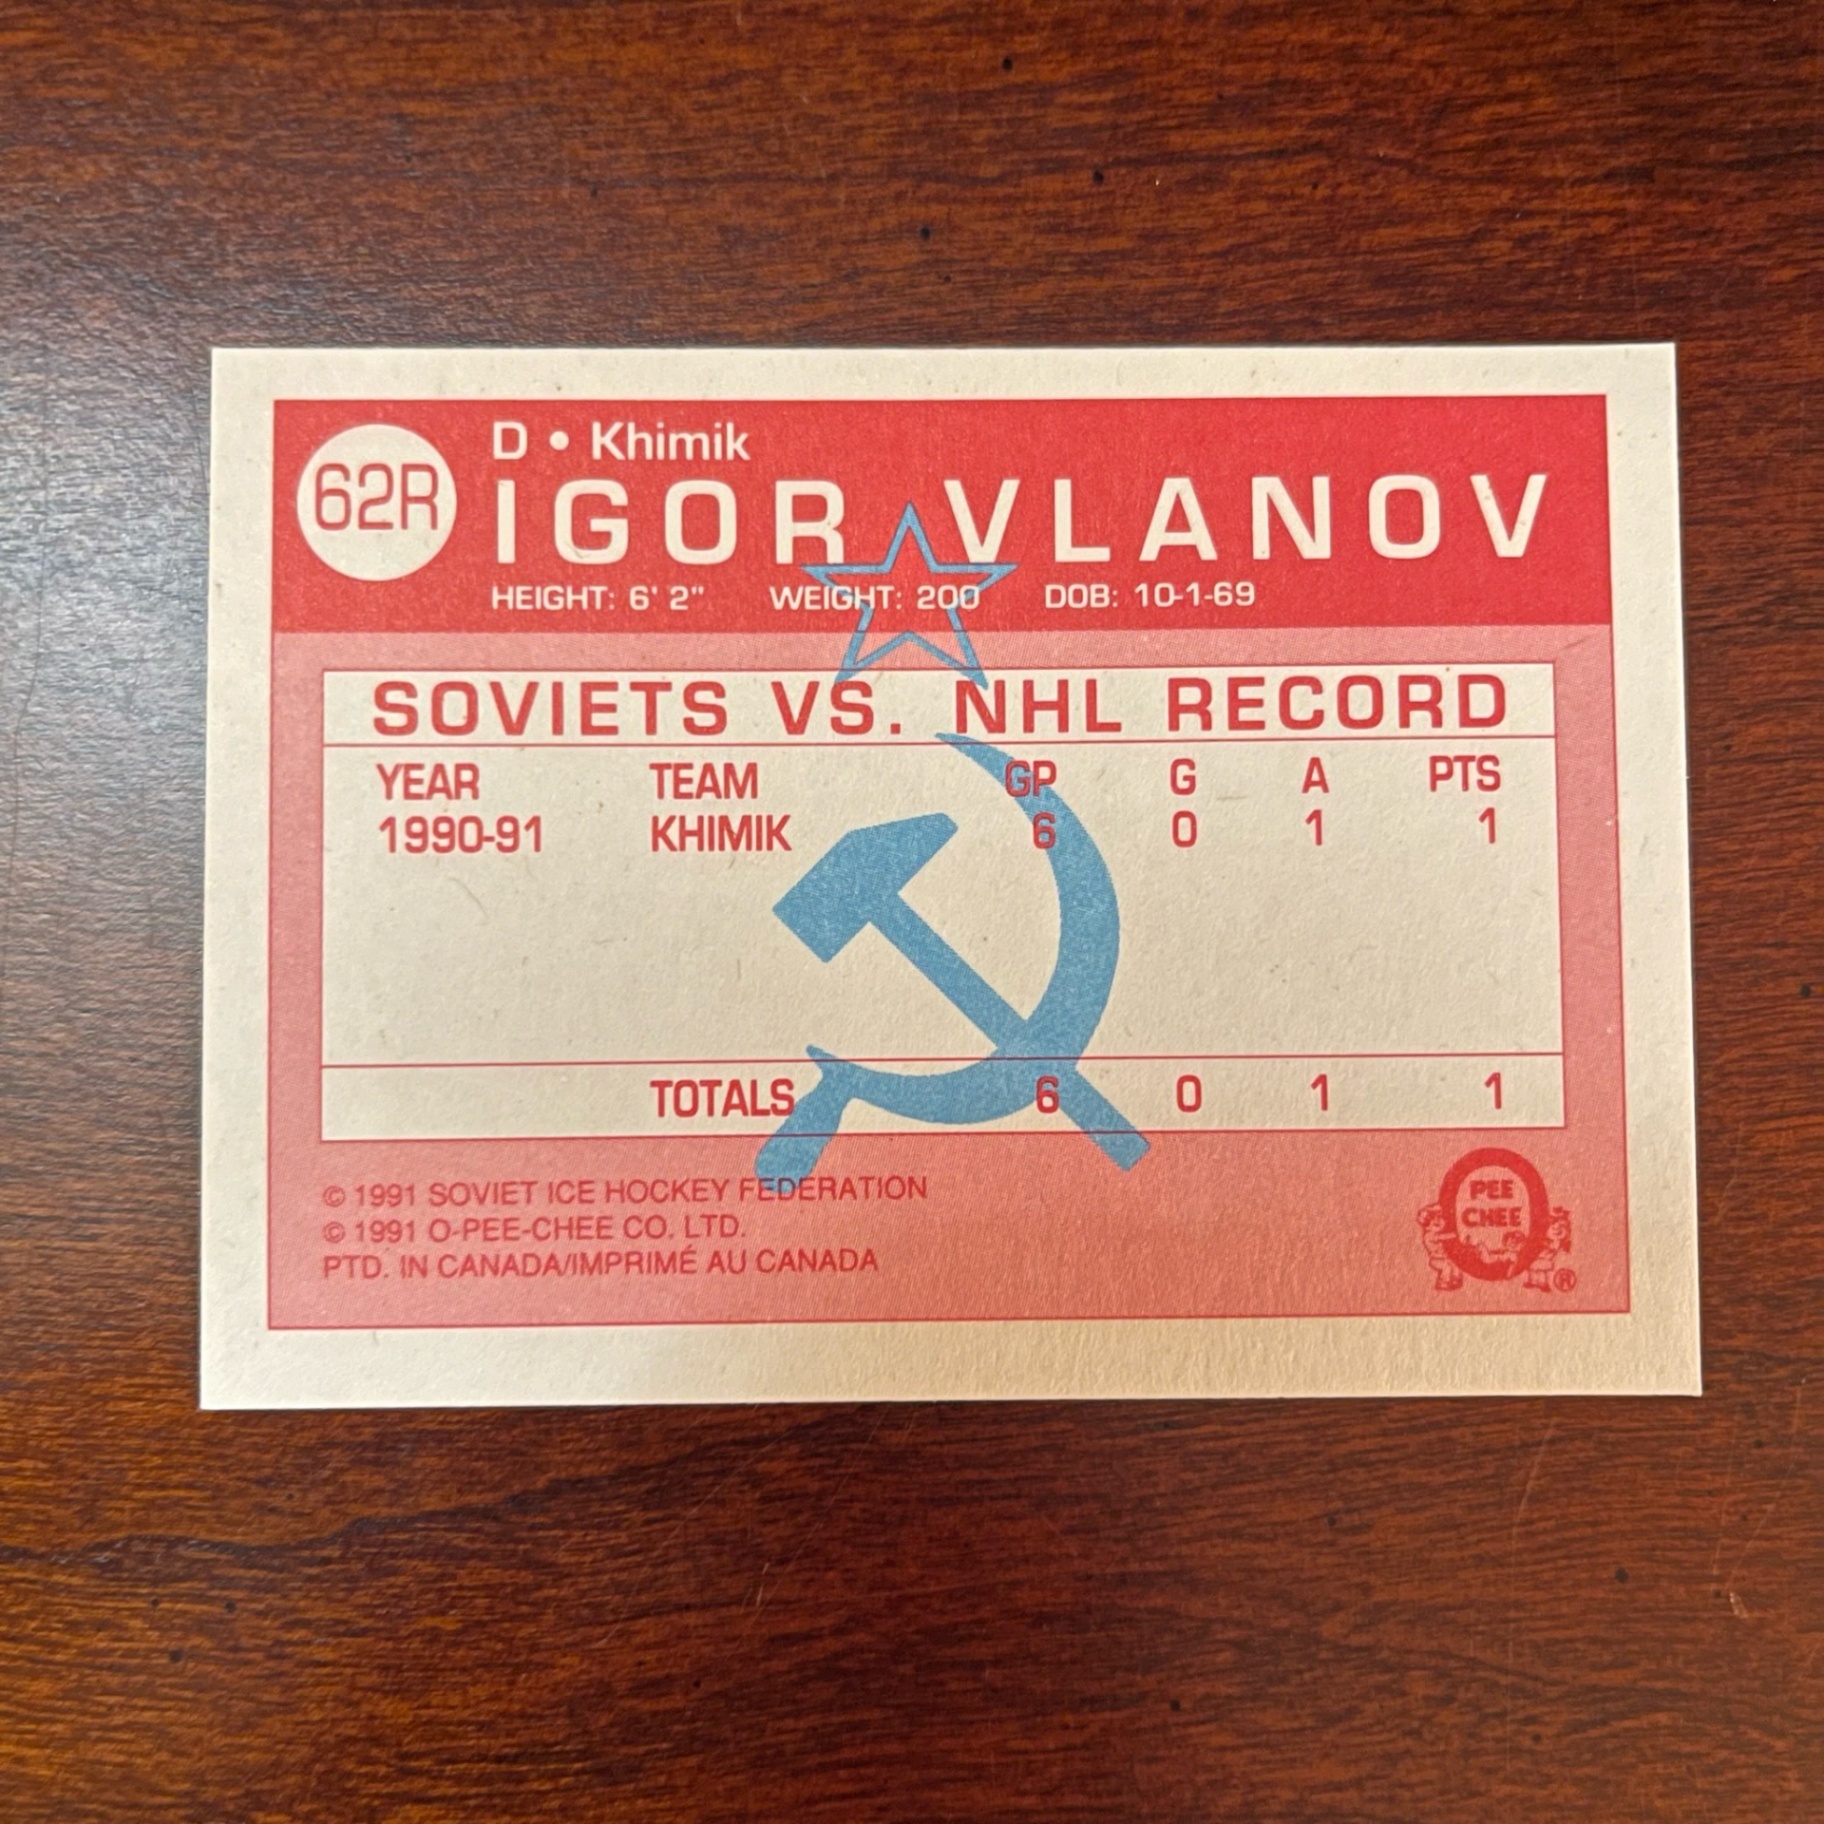 62R
D • Khimik
IGOR VLANOV
HEIGHT: 6' 2" WEIGHT: 200 DOB: 10-1-69
SOVIETS VS. NHL RECORD
YEAR TEAM GP G A PTS
1990-91 KHIMIK 6 0 1 1
TOTALS 6 0 1 1
© 1991 SOVIET ICE HOCKEY FEDERATION
© 1991 O-PEE-CHEE CO. LTD.
PTD. IN CANADA/IMPRIMÉ AU CANADA
PEE
CHEE
®